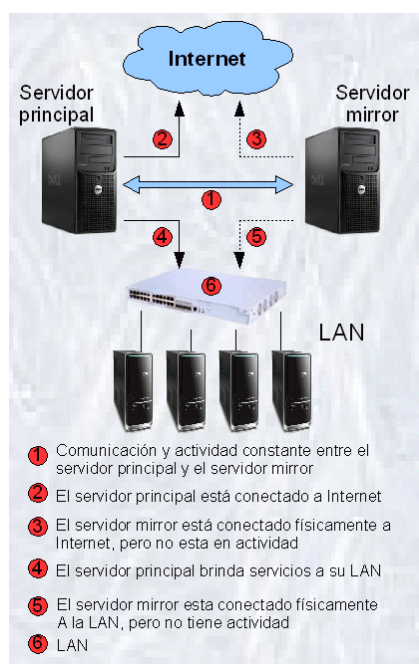 Internet
Servidor
principal
Servidor
mirror
2
3
1
4
5
6
LAN
1 Comunicación y actividad constante entre el
servidor principal y el servidor mirror
2 El servidor principal está conectado a Internet
3 El servidor mirror está conectado físicamente a
Internet, pero no esta en actividad
4 El servidor principal brinda servicios a su LAN
5 El servidor mirror esta conectado físicamente
A la LAN, pero no tiene actividad
6 LAN